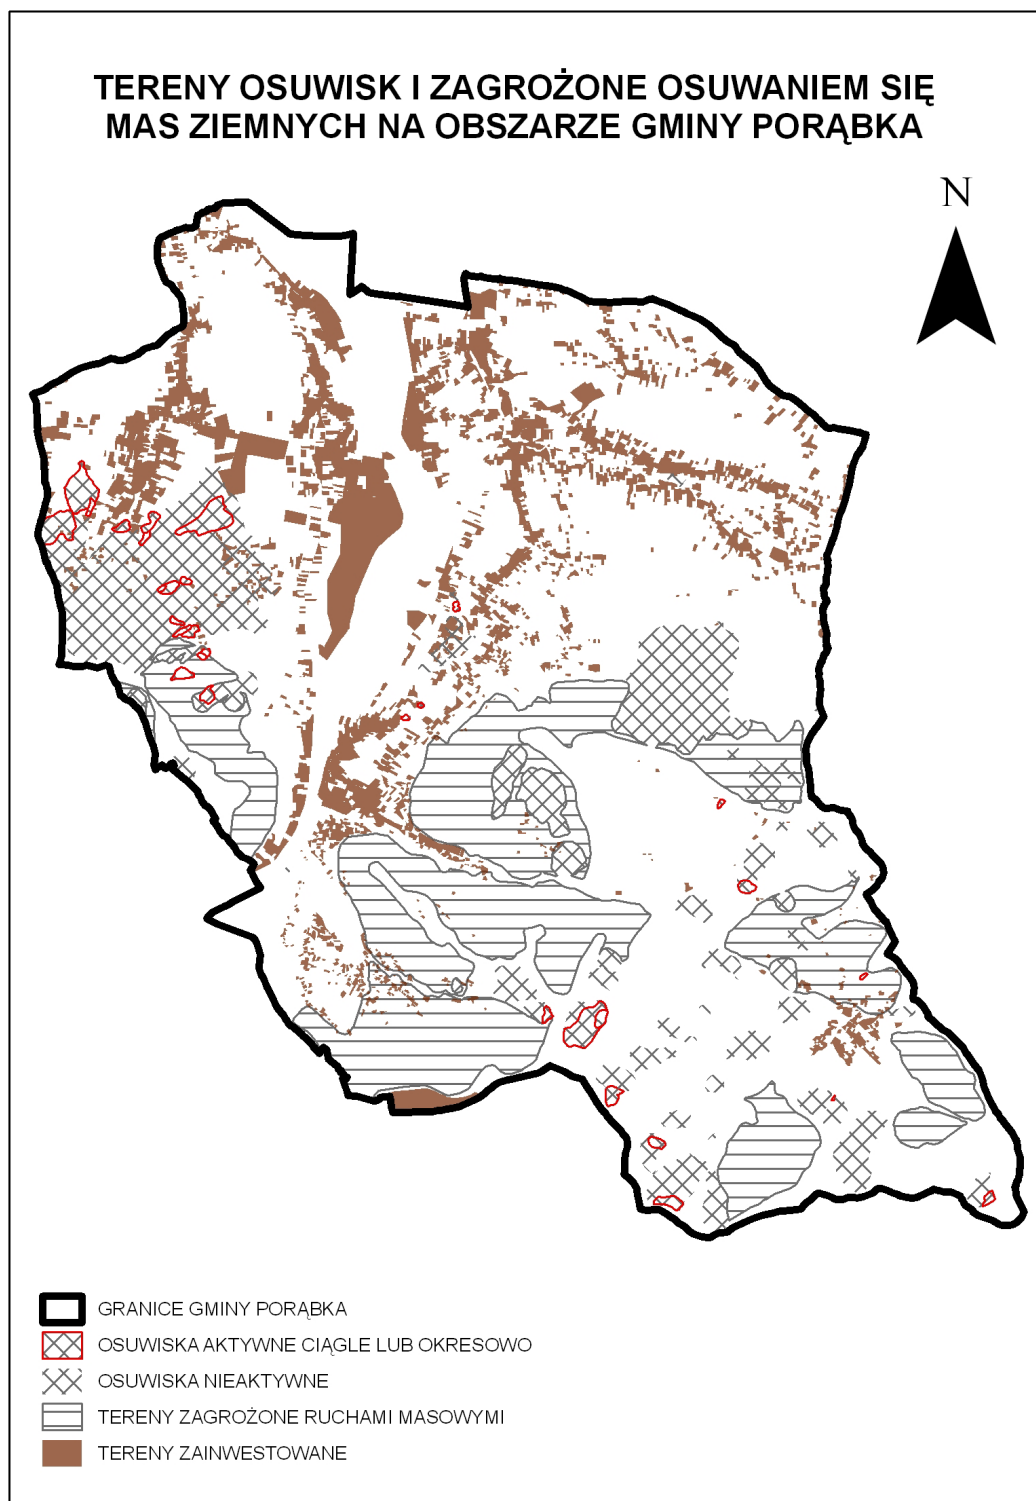 TERENY OSUWISK I ZAGROŻONE OSUWANIEM SIĘ
MAS ZIEMNYCH NA OBSZARZE GMINY PORĄBKA
N
GRANICE GMINY PORĄBKA
OSUWISKA AKTYWNE CIĄGLE LUB OKRESOWO
OSUWISKA NIEAKTYWNE
TERENY ZAGROŻONE RUCHAMI MASOWYMI
TERENY ZAINWESTOWANE